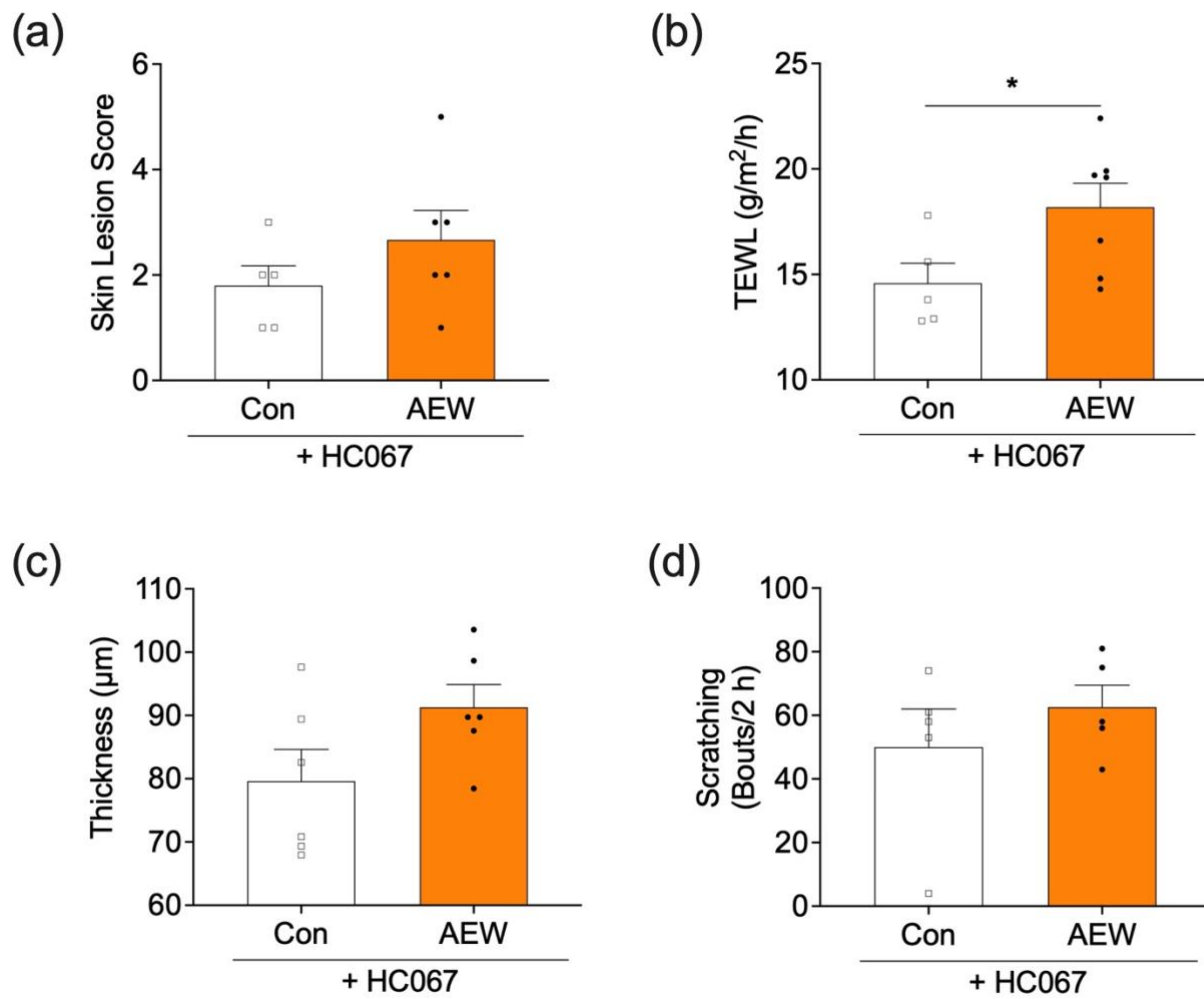 (a)
Skin Lesion Score
6
4
2
0
Con AEW
+ HC067
(b)
TEWL (g/m²/h)
25
20
15
10
*
Con AEW
+ HC067
(c)
Thickness (µm)
110
100
90
80
70
60
Con AEW
+ HC067
(d)
Scratching
(Bouts/2 h)
100
80
60
40
20
0
Con AEW
+ HC067